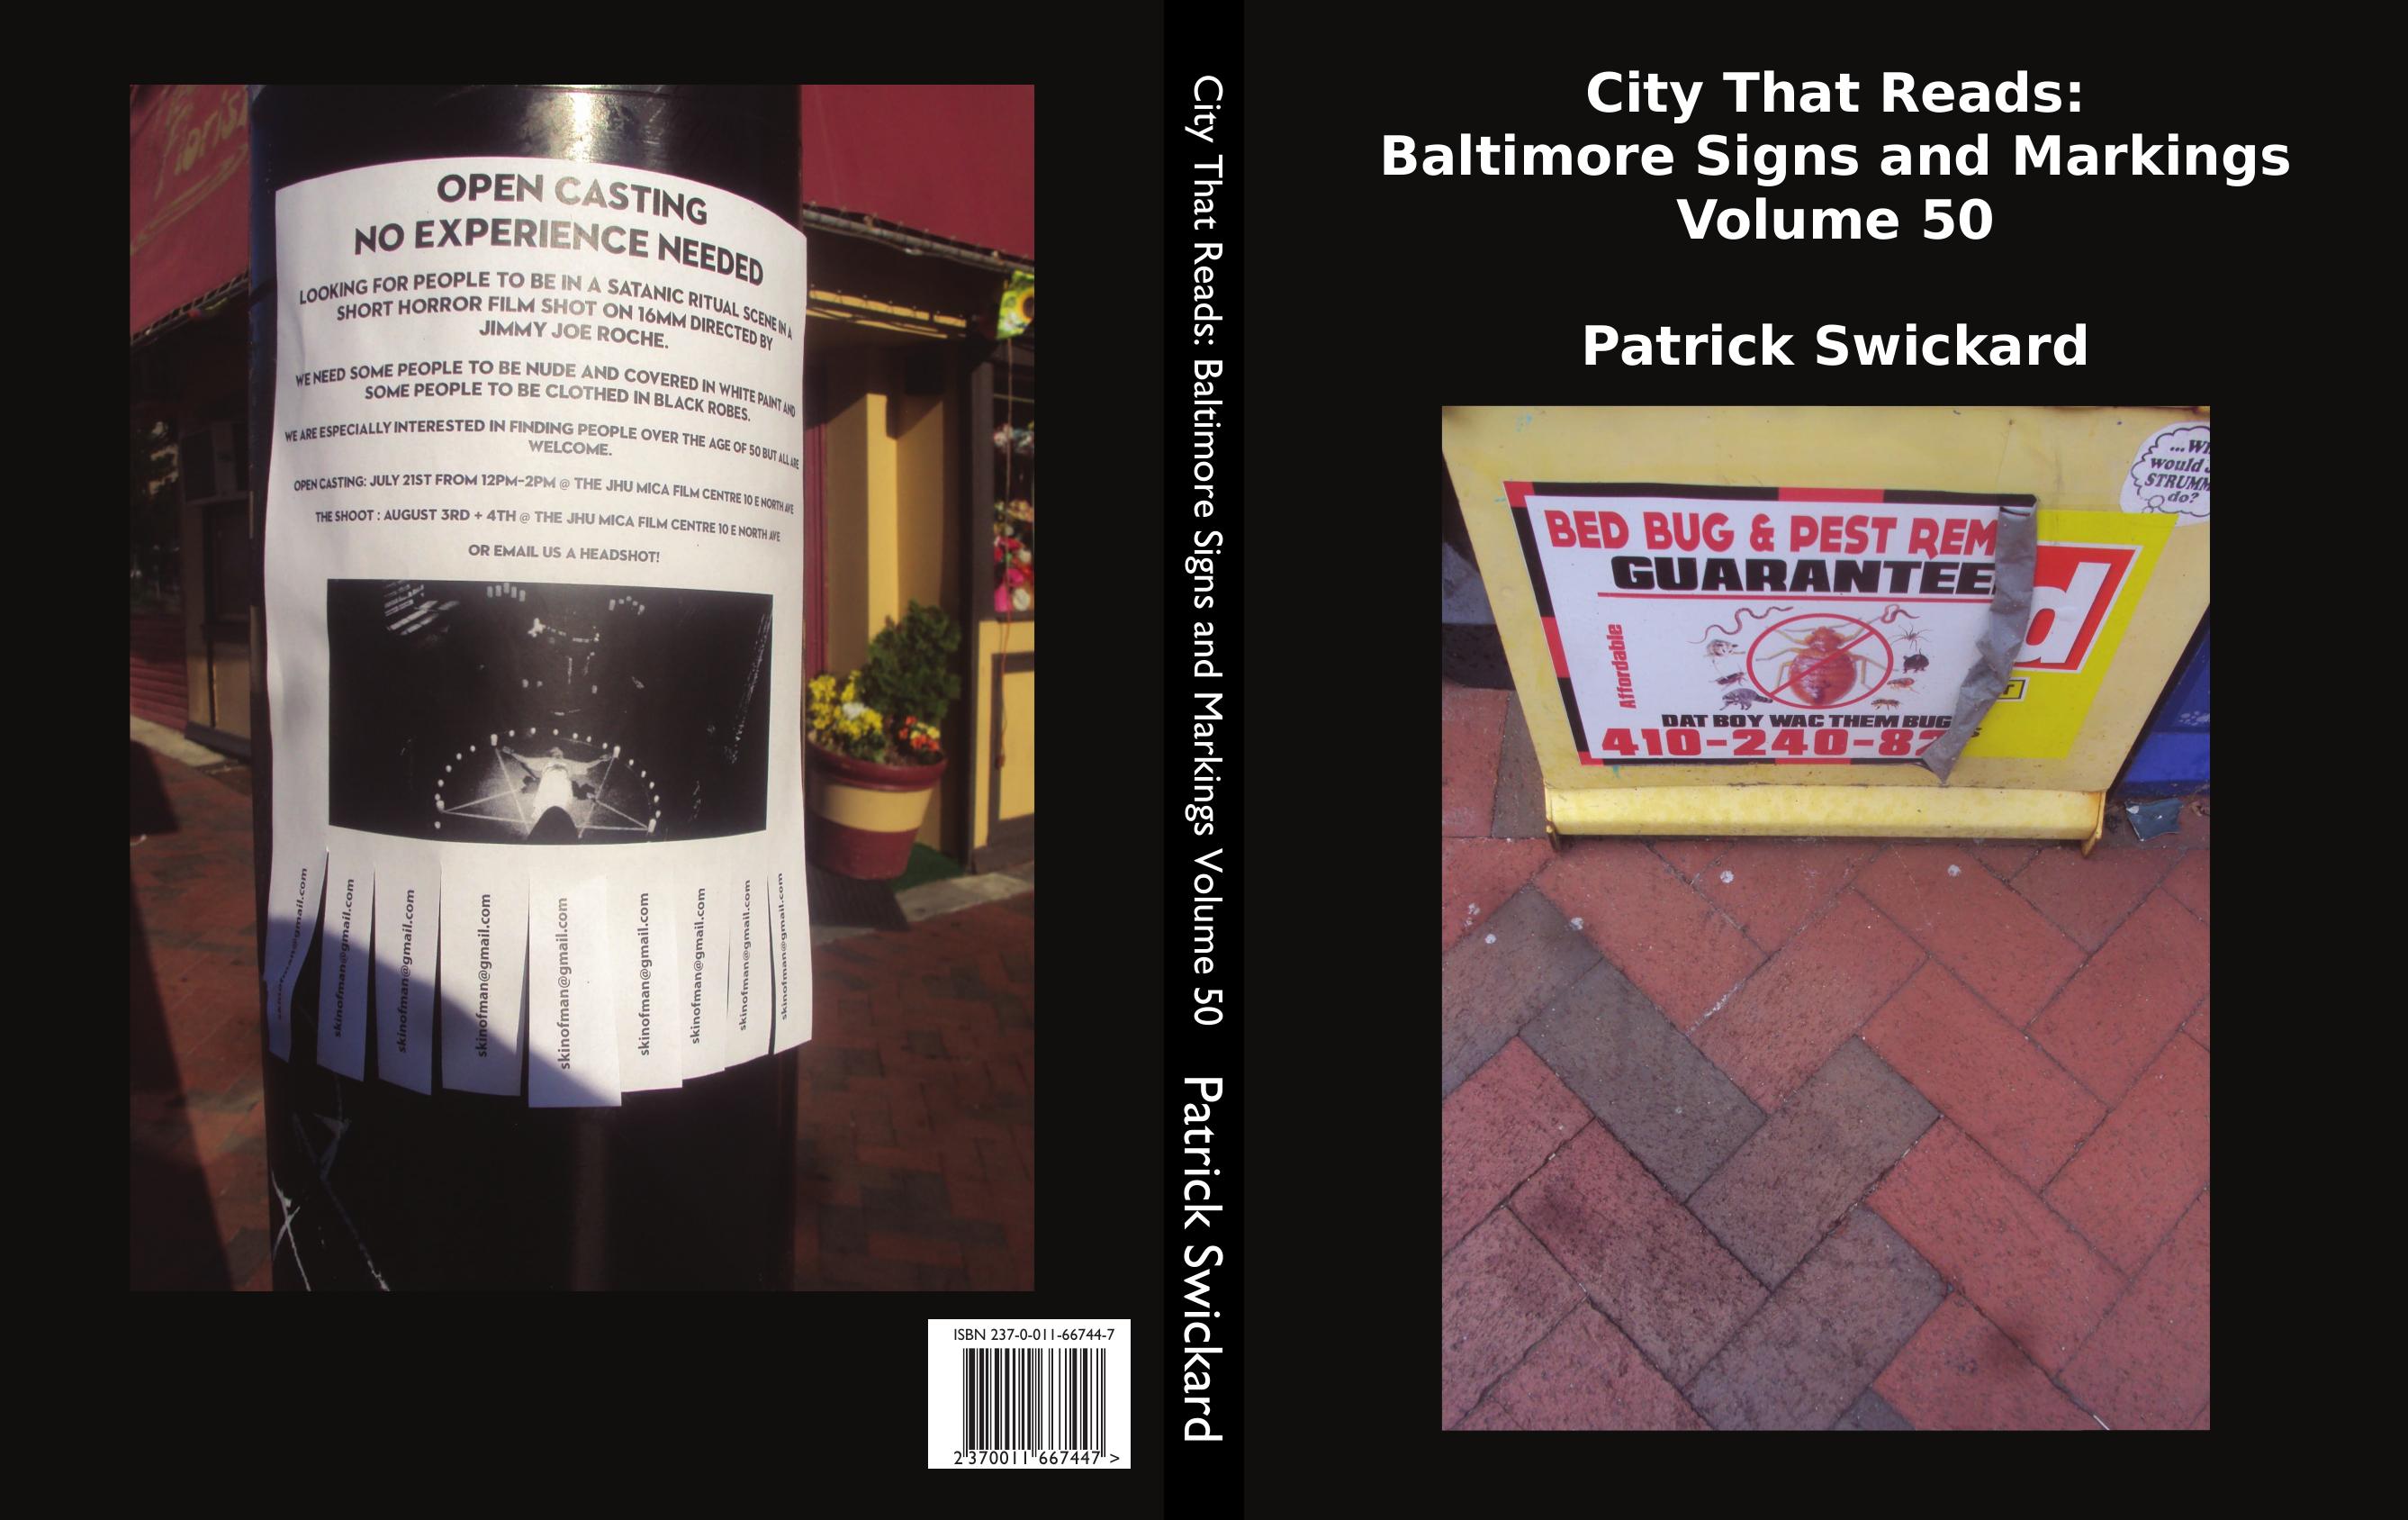 Floris
OPEN CASTING
NO EXPERIENCE NEEDED
LOOKING FOR PEOPLE TO BE IN A SATANIC RITUAL SCENE IN A
SHORT HORROR FILM SHOT ON 16MM DIRECTED BY
JIMMY JOE ROCHE.
WE NEED SOME PEOPLE TO BE NUDE AND COVERED IN WHITE PAINT AND
SOME PEOPLE TO BE CLOTHED IN BLACK ROBES.
WE ARE ESPECIALLY INTERESTED IN FINDING PEOPLE OVER THE AGE OF 50 BUT ALL ARE
WELCOME.
OPEN CASTING: JULY 21ST FROM 12PM-2PM @ THE JHU MICA FILM CENTRE 10 E NORTH AVE
THE SHOOT : AUGUST 3RD + 4TH @ THE JHU MICA FILM CENTRE 10 E NORTH AVE
OR EMAIL US A HEADSHOT!
skinofman@gmail.com
skinofman@gmail.com
skinofman@gmail.com
skinofman@gmail.com
skinofman@gmail.com
skinofman@gmail.com
skinofman@gmail.com
skinofman@gmail.com
skinofman@gmail.com
ISBN 237-0-011-66744-7
2 370011 667447 >
City That Reads: Baltimore Signs and Markings Volume 50 Patrick Swickard
City That Reads:
Baltimore Signs and Markings
Volume 50
Patrick Swickard
...Wh
would J
STRUMM
do?
BED BUG & PEST REM
GUARANTEE
d
Affordable
DAT BOY WAC THEM BUG
410-240-82